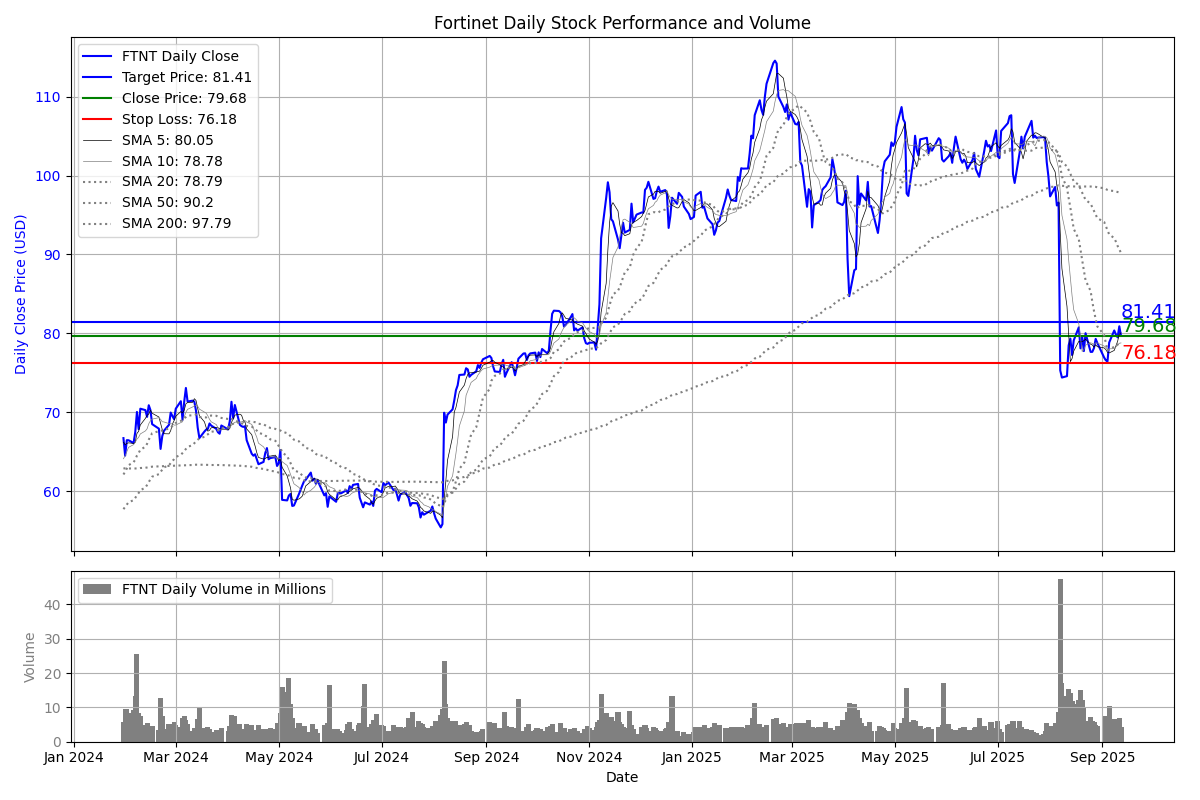 Fortinet Daily Stock Performance and Volume
FTNT Daily Close
Target Price: 81.41
Close Price: 79.68
Stop Loss: 76.18
SMA 5: 80.05
SMA 10: 78.78
SMA 20: 78.79
SMA 50: 90.2
SMA 200: 97.79
Daily Close Price (USD)
110
100
90
80
70
60
81.41
79.68
76.18
FTNT Daily Volume in Millions
Volume
40
30
20
10
0
Jan 2024 Mar 2024 May 2024 Jul 2024 Sep 2024 Nov 2024 Jan 2025 Mar 2025 May 2025 Jul 2025 Sep 2025
Date